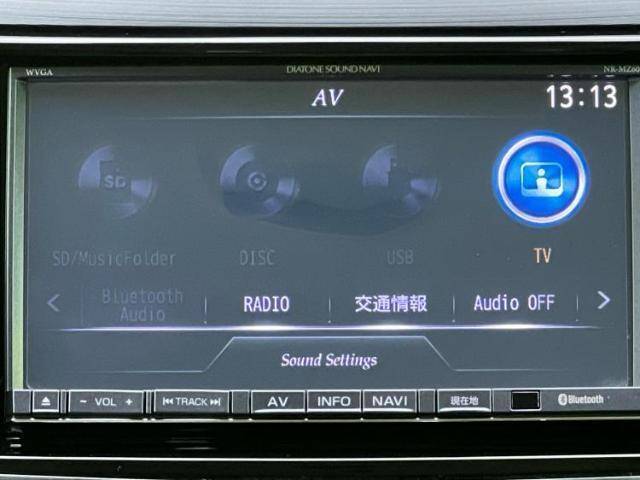 WVGA DIATONE SOUND NAVI NR-MZ60
AV 13:13
SD
SD/MusicFolder DISC USB TV
Bluetooth Audio RADIO 交通情報 Audio OFF
Sound Settings
- VOL + TRACK AV INFO NAVI 現在地 Bluetooth